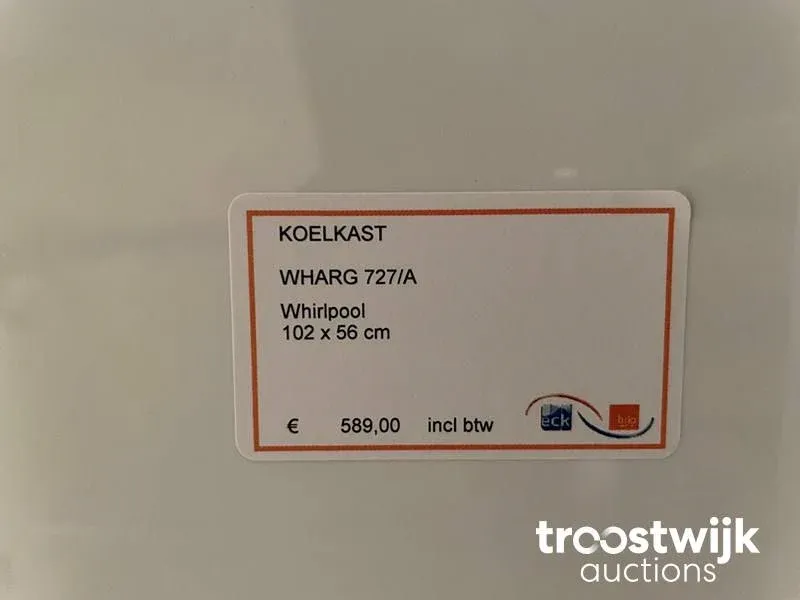 KOELKAST
WHARG 727/A
Whirlpool
102 x 56 cm
€ 589,00 incl btw
eck
troostwijk
auctions